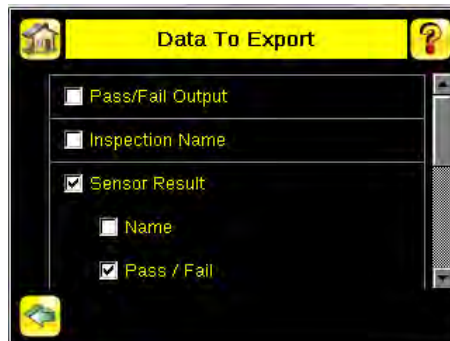 Data To Export
?
Pass/Fail Output
Inspection Name
Sensor Result
Name
Pass / Fail